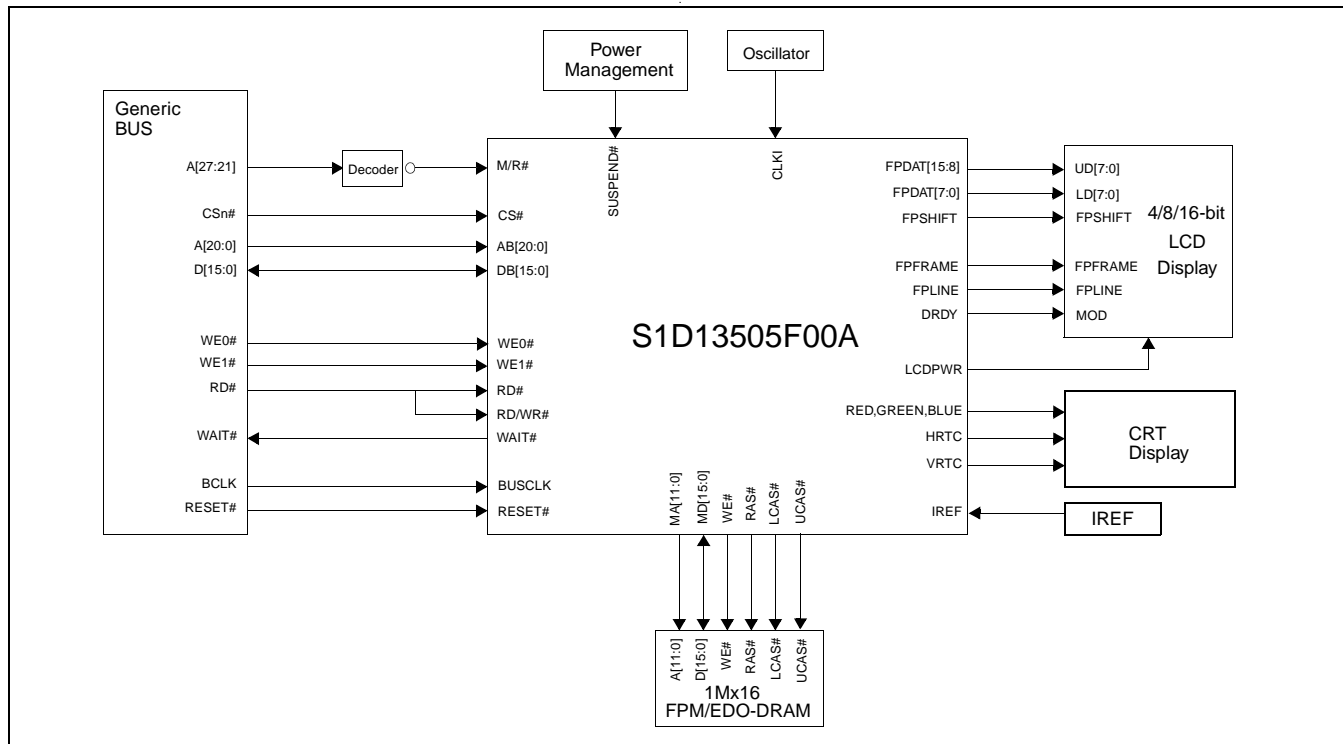 Power
Management
Oscillator
Generic
BUS
A[27:21]
Decoder
M/R#
SUSPEND#
CLKI
FPDAT[15:8]
UD[7:0]
FPDAT[7:0]
LD[7:0]
CSn#
CS#
FPSHIFT
FPSHIFT
4/8/16-bit
LCD
Display
A[20:0]
AB[20:0]
D[15:0]
DB[15:0]
FPFRAME
FPFRAME
FPLINE
FPLINE
DRDY
MOD
S1D13505F00A
WE0#
WE0#
WE1#
WE1#
RD#
RD#
RD/WR#
WAIT#
WAIT#
LCDPWR
RED,GREEN,BLUE
HRTC
VRTC
CRT
Display
BCLK
BUSCLK
RESET#
RESET#
IREF
IREF
MA[11:0]
MD[15:0]
WE#
RAS#
LCAS#
UCAS#
A[11:0]
D[15:0]
WE#
RAS#
LCAS#
UCAS#
1Mx16
FPM/EDO-DRAM